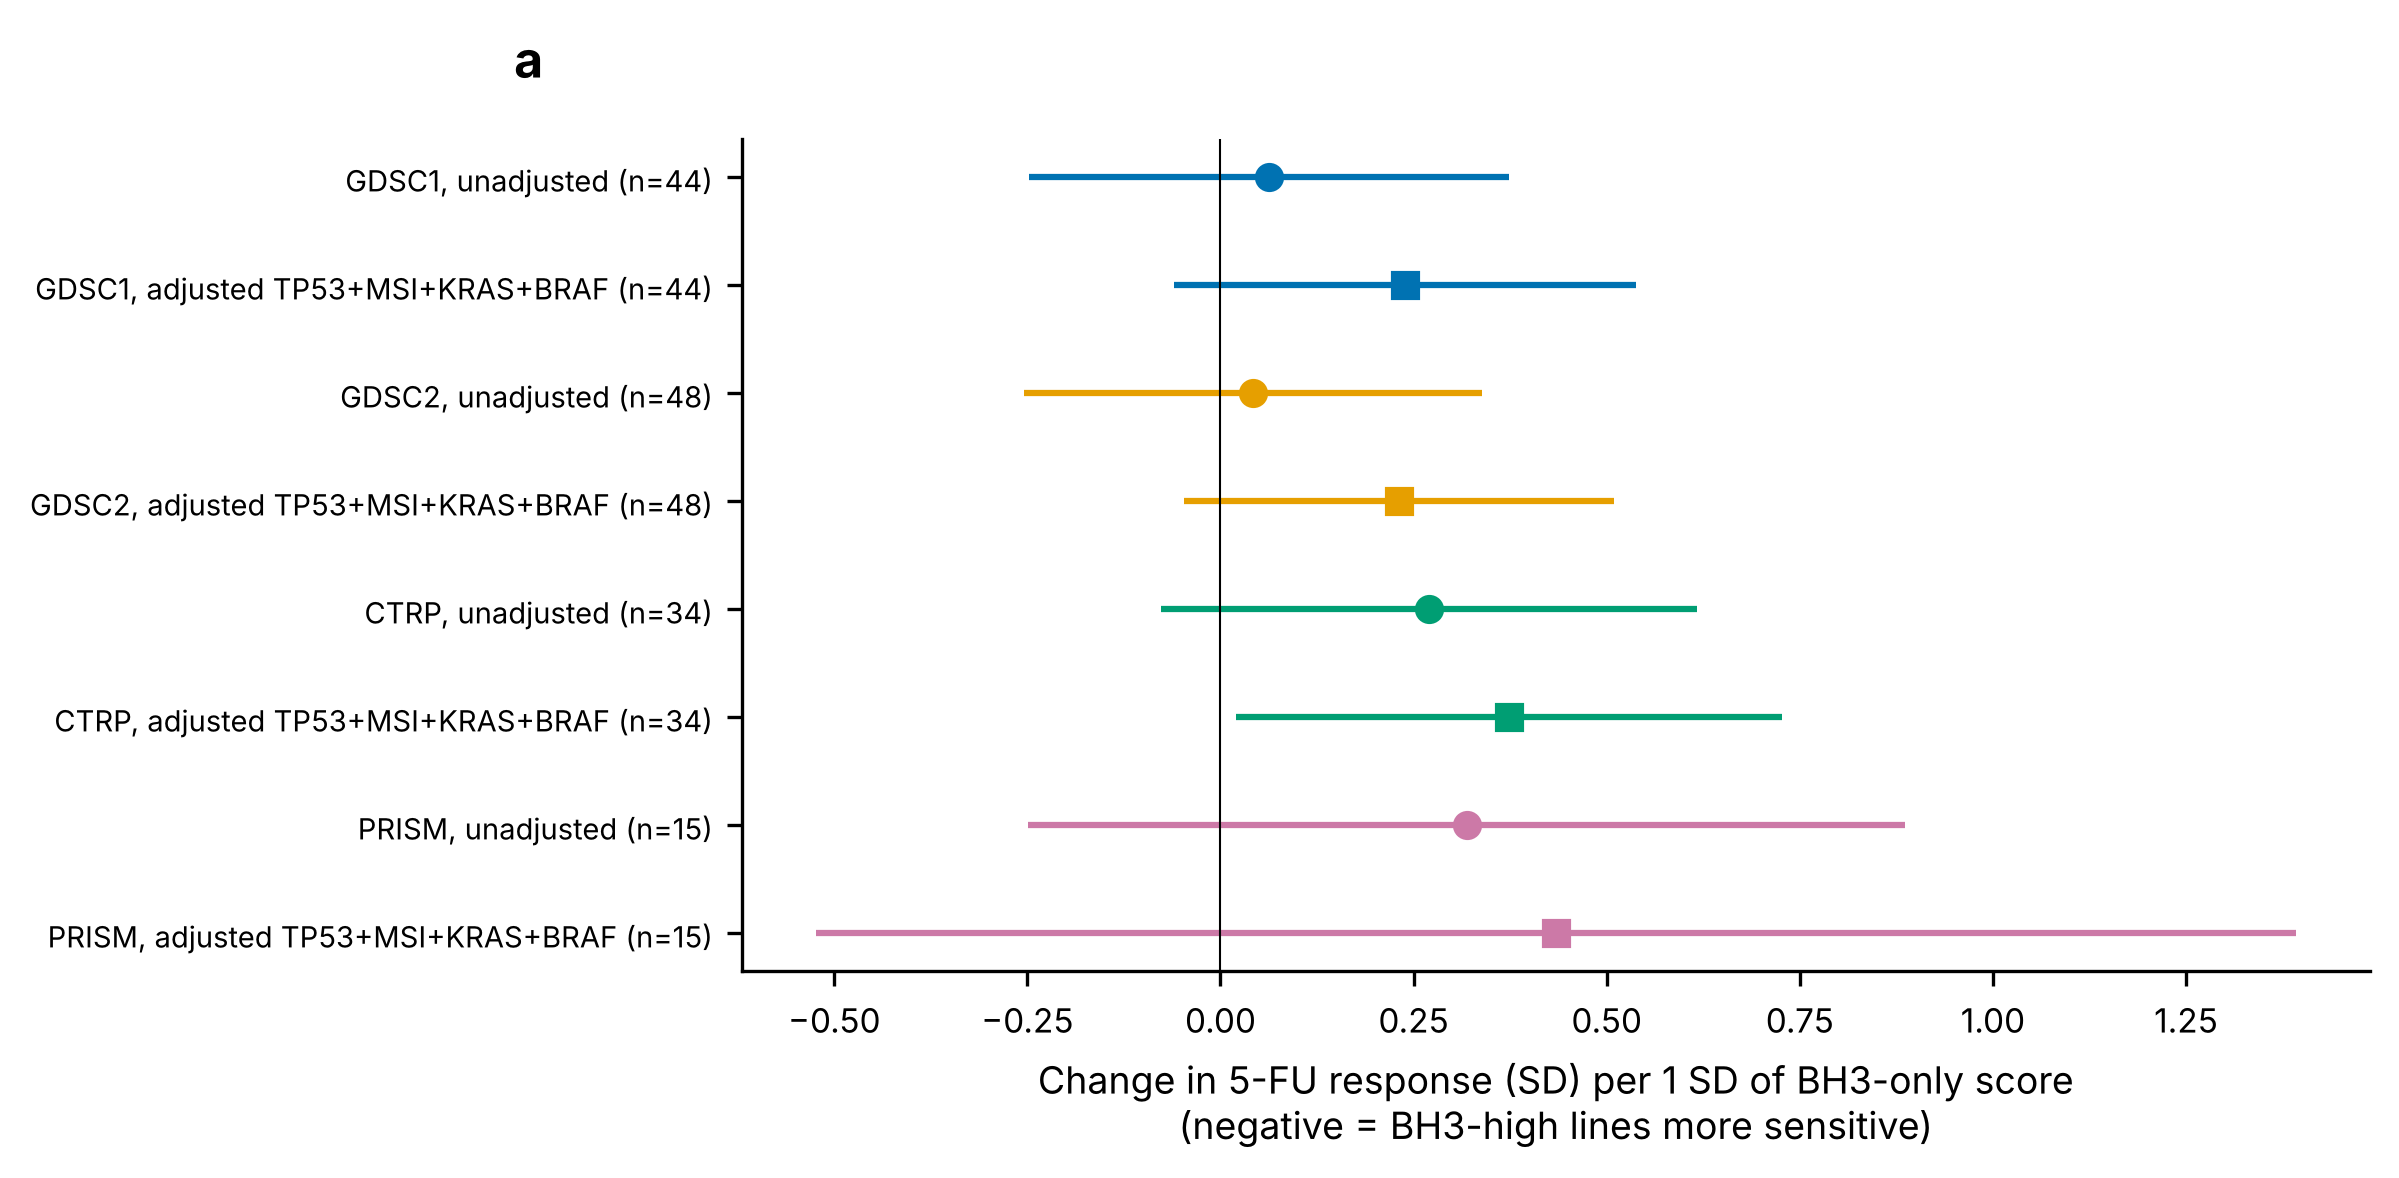 a
GDSC1, unadjusted (n=44)
GDSC1, adjusted TP53+MSI+KRAS+BRAF (n=44)
GDSC2, unadjusted (n=48)
GDSC2, adjusted TP53+MSI+KRAS+BRAF (n=48)
CTRP, unadjusted (n=34)
CTRP, adjusted TP53+MSI+KRAS+BRAF (n=34)
PRISM, unadjusted (n=15)
PRISM, adjusted TP53+MSI+KRAS+BRAF (n=15)
−0.50 −0.25 0.00 0.25 0.50 0.75 1.00 1.25
Change in 5-FU response (SD) per 1 SD of BH3-only score
(negative = BH3-high lines more sensitive)